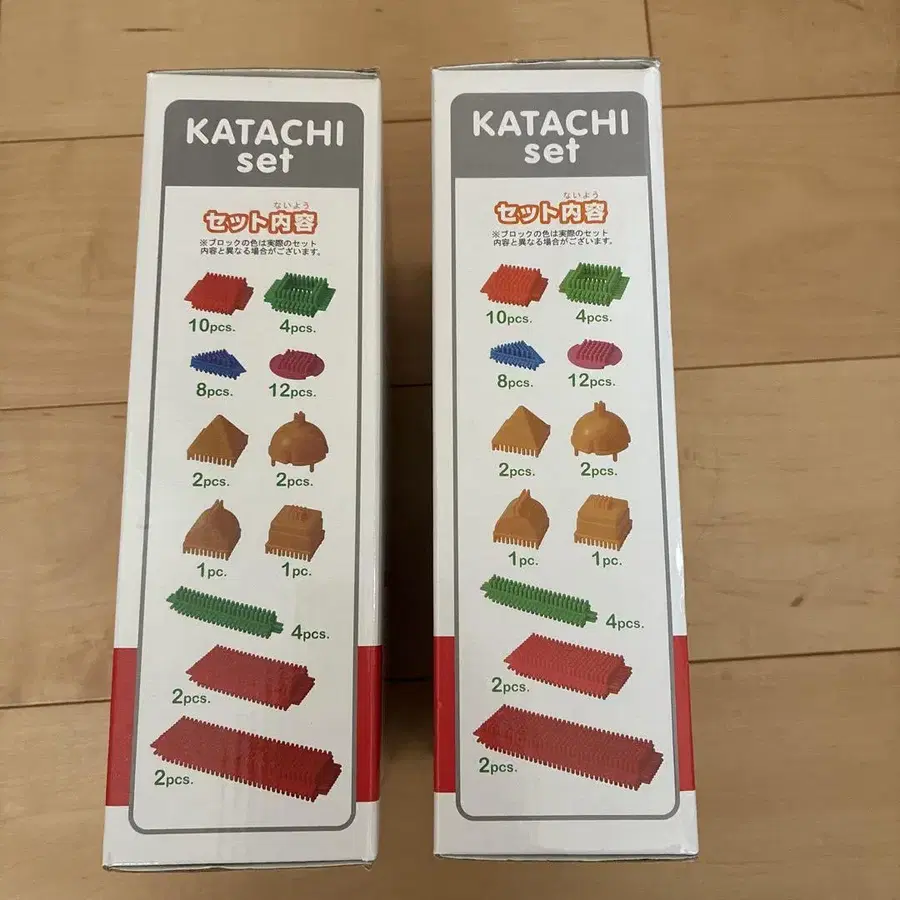 KATACHI
set
ないよう
セット内容
※ブロックの色は実際のセット
内容と異なる場合がございます。
10pcs.
4pcs.
8pcs.
12pcs.
2pcs.
2pcs.
1pc.
1pc.
4pcs.
2pcs.
2pcs.
KATACHI
set
ないよう
セット内容
※ブロックの色は実際のセット
内容と異なる場合がございます。
10pcs.
4pcs.
8pcs.
12pcs.
2pcs.
2pcs.
1pc.
1pc.
4pcs.
2pcs.
2pcs.